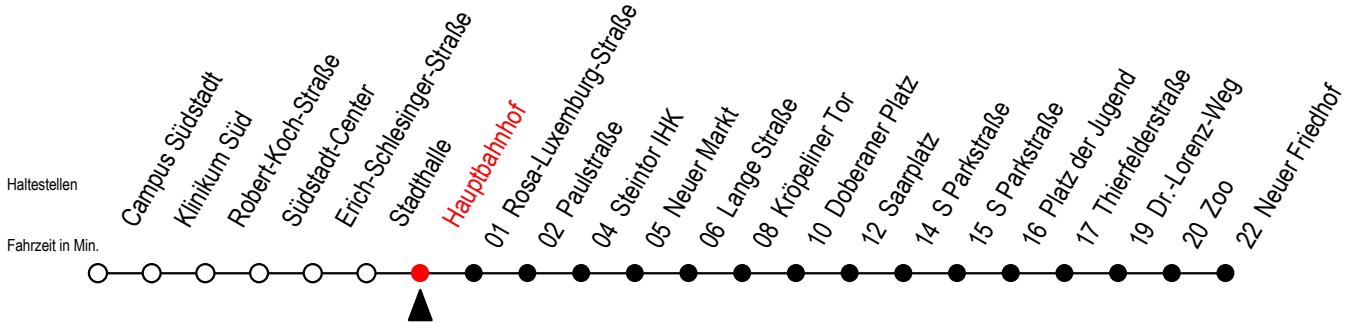 Haltestellen
Fahrzeit in Min.
Campus Südstadt
Klinikum Süd
Robert-Koch-Straße
Südstadt-Center
Erich-Schlesinger-Straße
Stadthalle
Hauptbahnhof
01 Rosa-Luxemburg-Straße
02 Paulstraße
04 Steintor IHK
05 Neuer Markt
06 Lange Straße
08 Kröpeliner Tor
10 Doberaner Platz
12 Saarplatz
14 S Parkstraße
15 S Parkstraße
16 Platz der Jugend
17 Thierfelderstraße
19 Dr.-Lorenz-Weg
20 Zoo
22 Neuer Friedhof